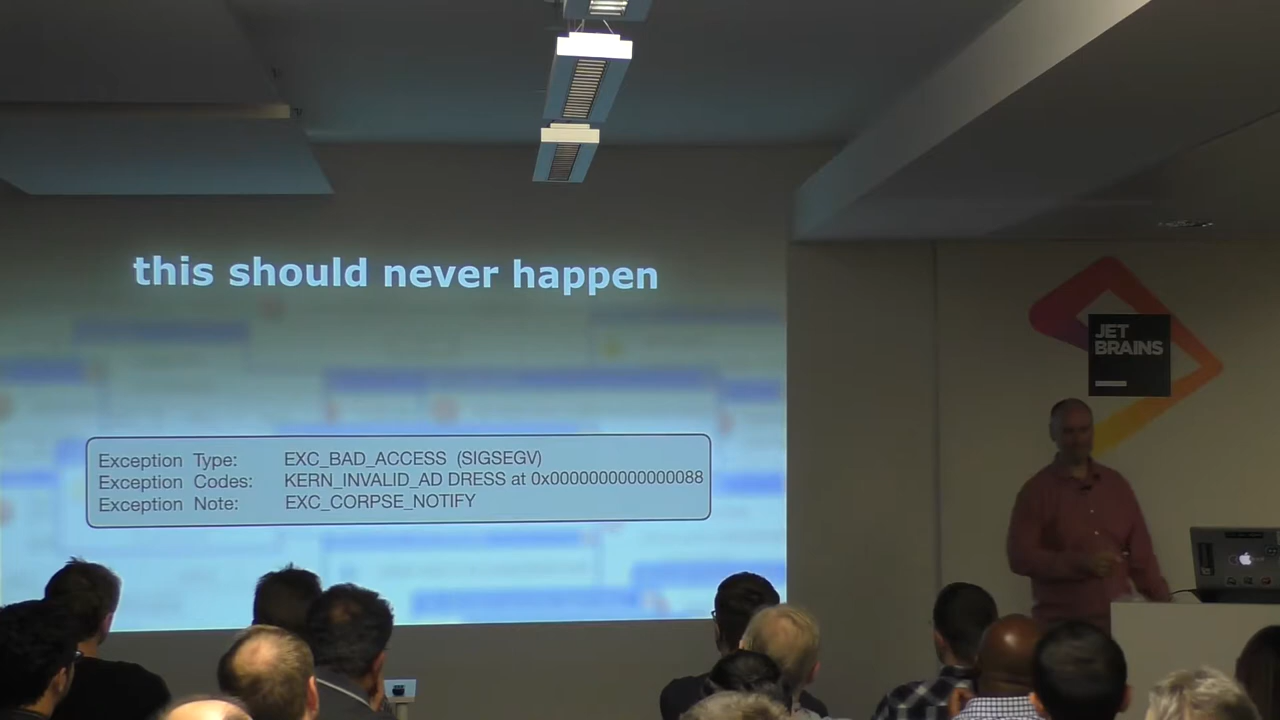 this should never happen
Exception Type: EXC_BAD_ACCESS (SIGSEGV)
Exception Codes: KERN_INVALID_AD DRESS at 0x0000000000000088
Exception Note: EXC_CORPSE_NOTIFY
JET
BRAINS